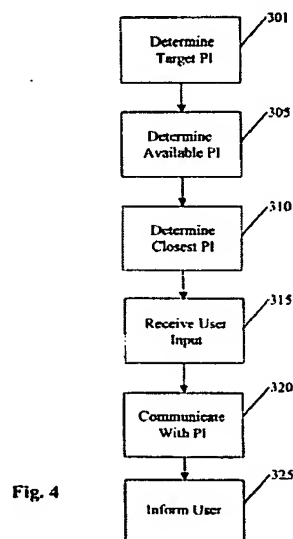 301
Determine
Target PI
305
Determine
Available PI
310
Determine
Closest PI
315
Receive User
Input
320
Communicate
With PI
325
Inform User
Fig. 4